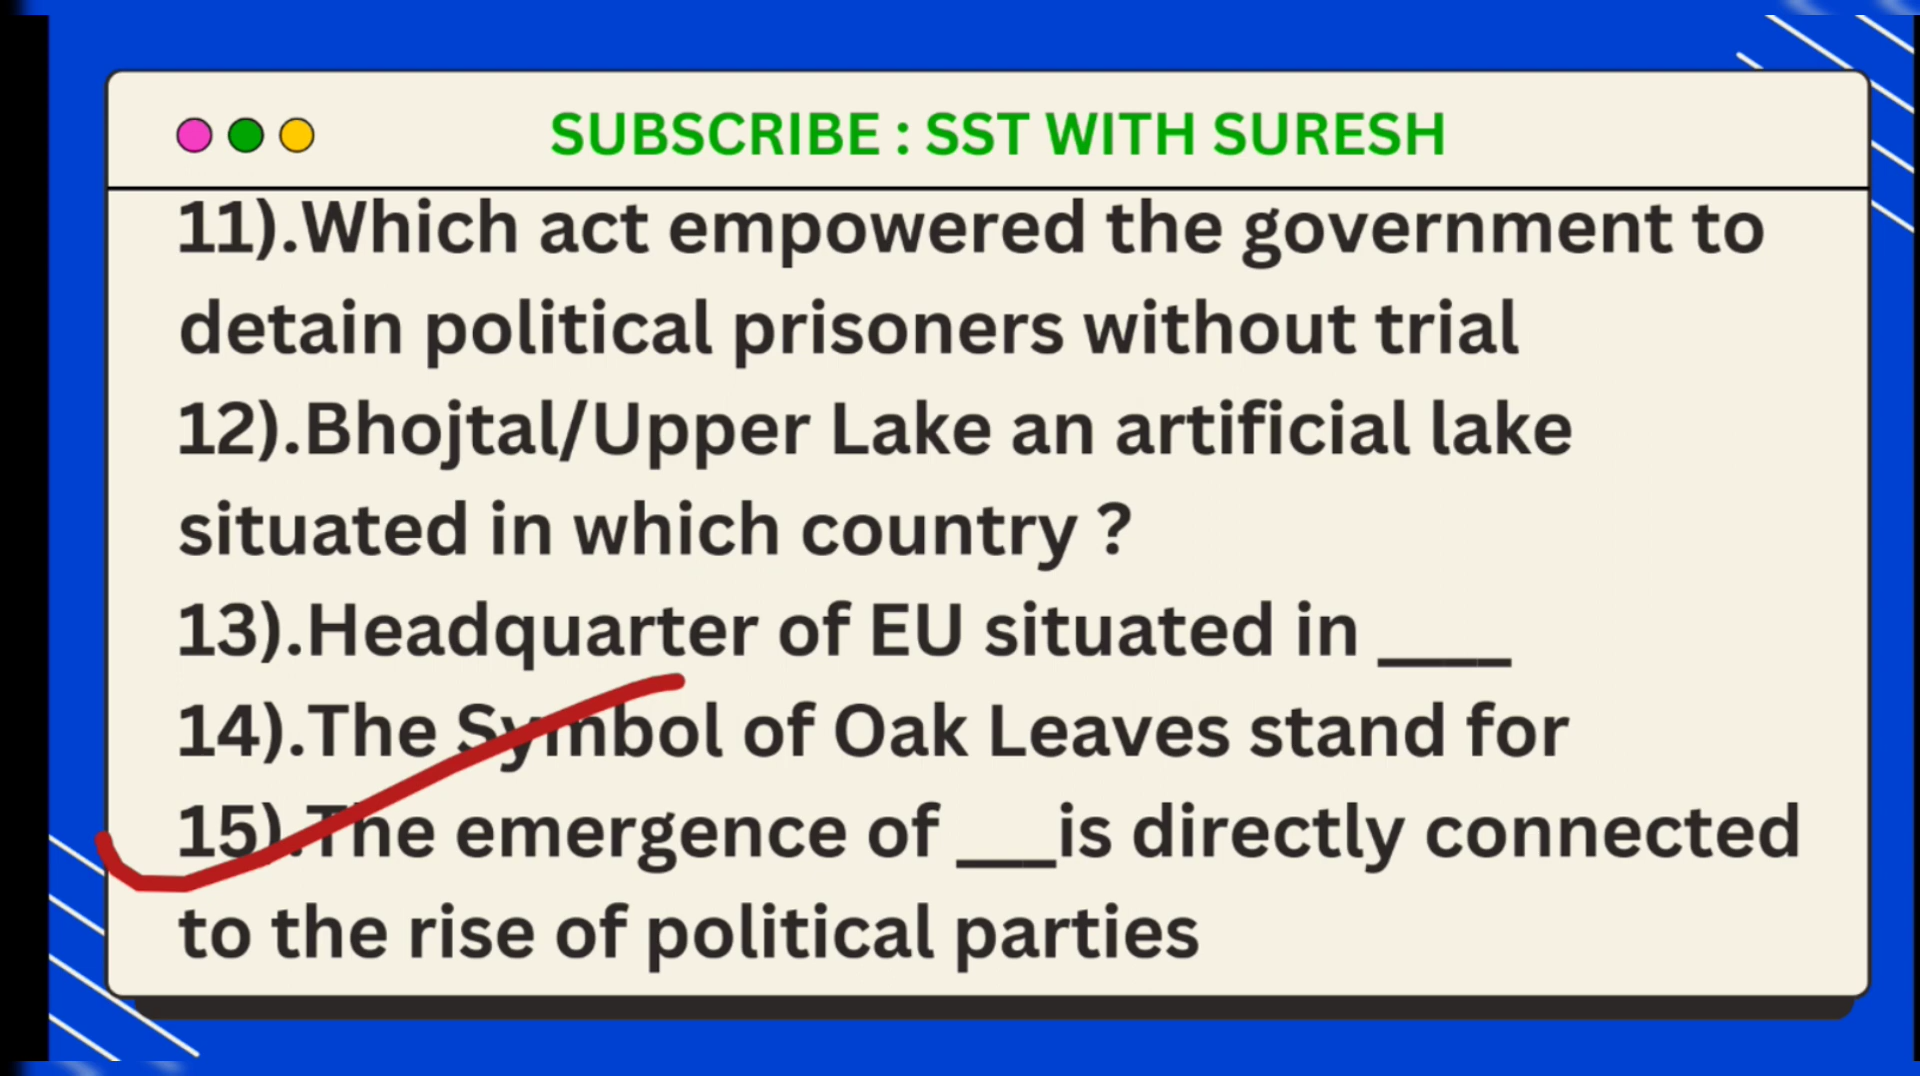 SUBSCRIBE : SST WITH SURESH
11).Which act empowered the government to
detain political prisoners without trial
12).Bhojtal/Upper Lake an artificial lake
situated in which country ?
13).Headquarter of EU situated in ____
14).The Symbol of Oak Leaves stand for
15).The emergence of ___is directly connected
to the rise of political parties